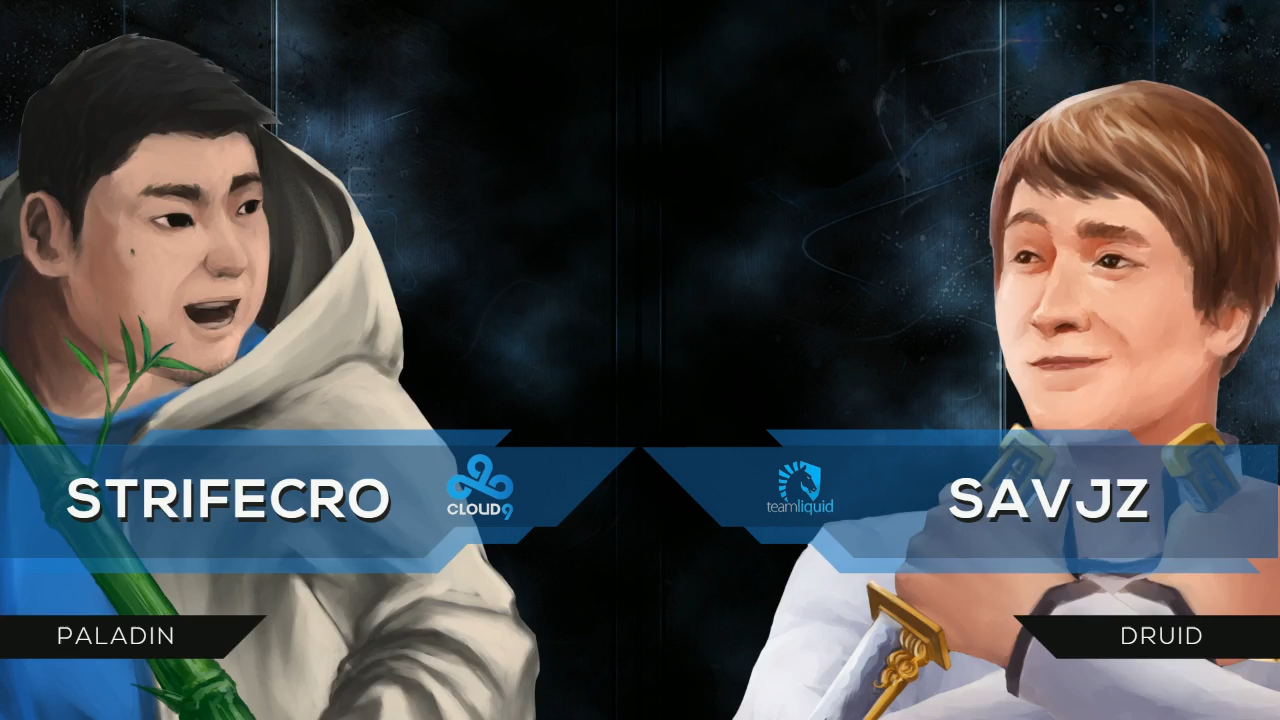 STRIFECRO
CLOUD9
PALADIN
SAVJZ
teamliquid
DRUID